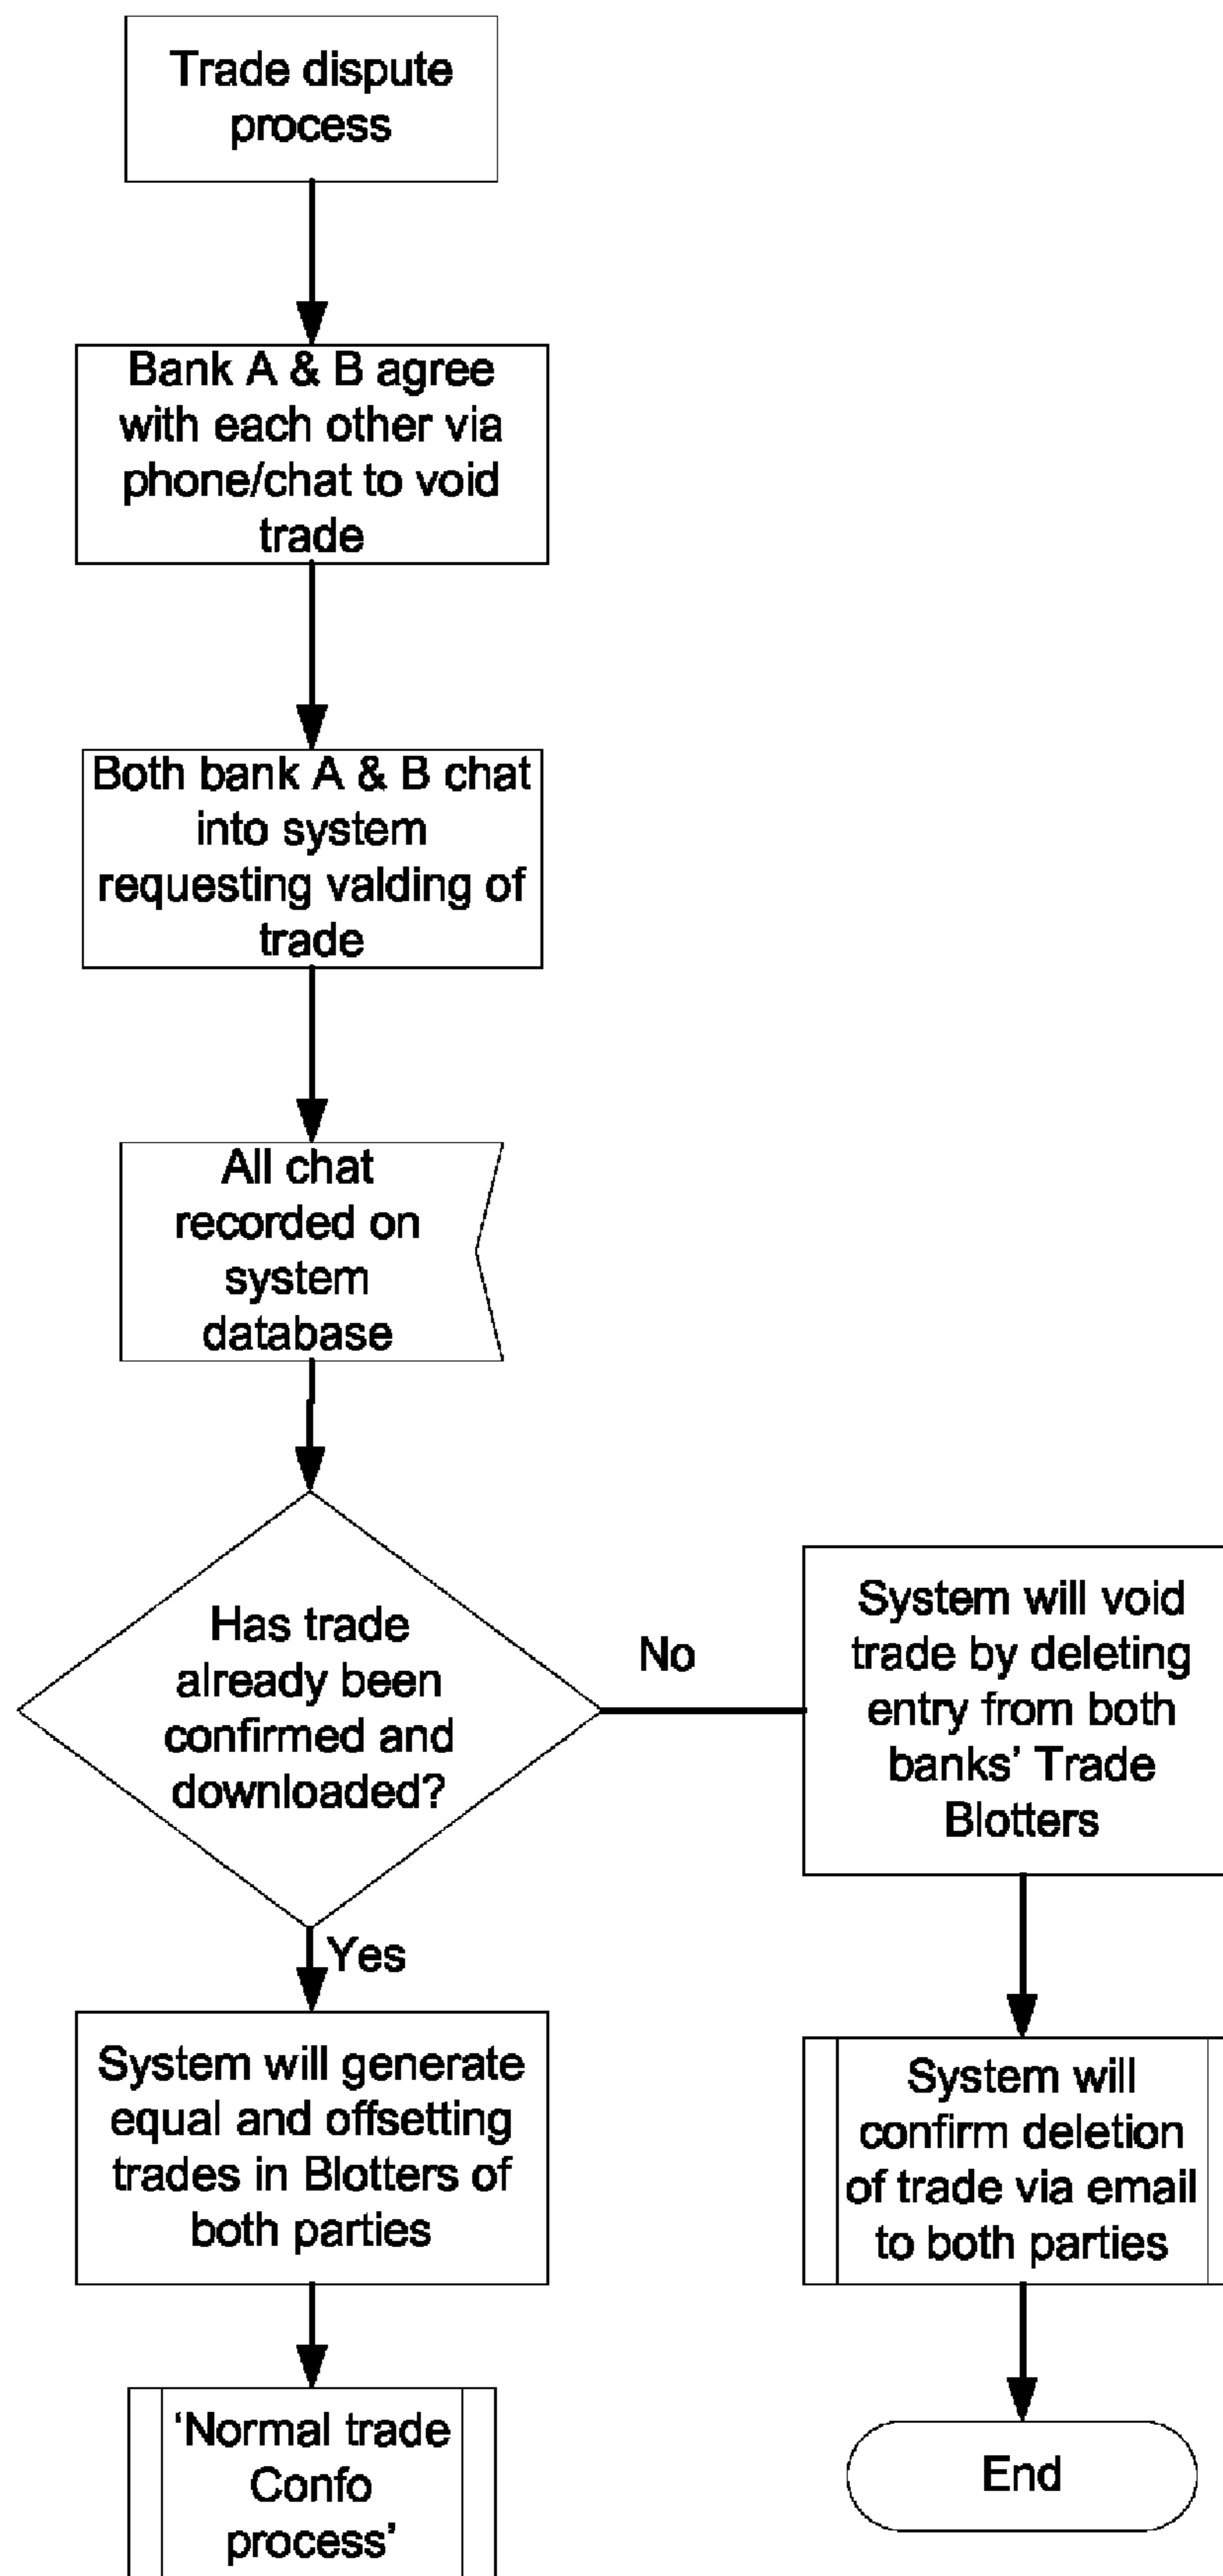 Trade dispute
process
Bank A & B agree
with each other via
phone/chat to void
trade
Both bank A & B chat
into system
requesting valding of
trade
All chat
recorded on
system
database
Has trade
already been
confirmed and
downloaded?
No
System will void
trade by deleting
entry from both
banks’ Trade
Blotters
Yes
System will generate
equal and offsetting
trades in Blotters of
both parties
System will
confirm deletion
of trade via email
to both parties
‘Normal trade
Confo
process’
End